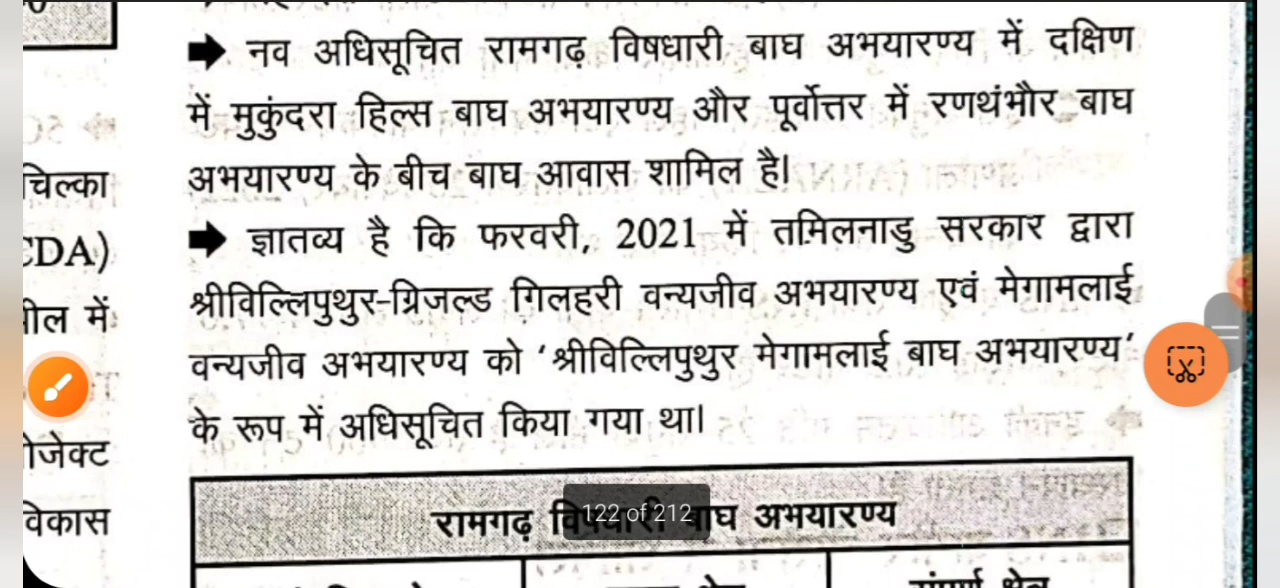 ➡ नव अधिसूचित रामगढ़ विषधारी बाघ अभयारण्य में दक्षिण
में मुकुंदरा हिल्स बाघ अभयारण्य और पूर्वोत्तर में रणथंभौर बाघ
अभयारण्य के बीच बाघ आवास शामिल है।
➡ ज्ञातव्य है कि फरवरी, 2021 में तमिलनाडु सरकार द्वारा
श्रीविल्लिपुथुर-ग्रिजल्ड गिलहरी वन्यजीव अभयारण्य एवं मेगामलाई
वन्यजीव अभयारण्य को ‘श्रीविल्लिपुथुर मेगामलाई बाघ अभयारण्य’
के रूप में अधिसूचित किया गया था।
रामगढ़ विषधारी बाघ अभयारण्य
122 of 212
संपूर्ण क्षेत्र
चिल्का
CDA)
में
विकास